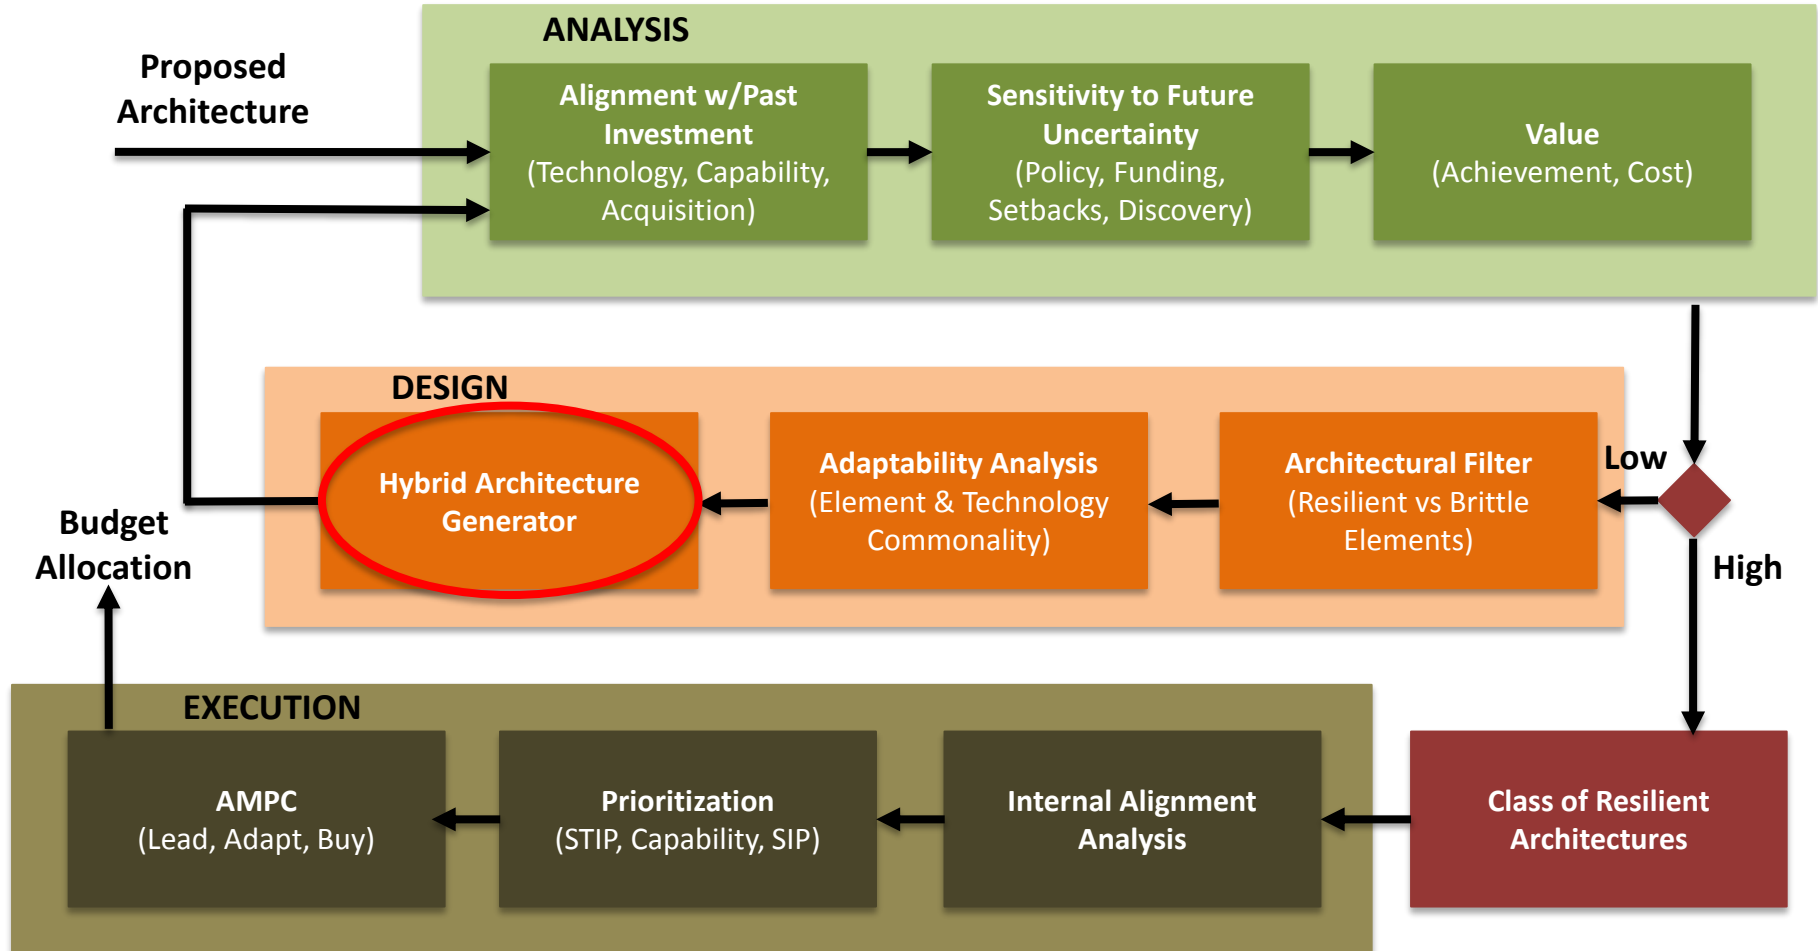 ANALYSIS
Proposed
Architecture
Alignment w/Past
Investment
(Technology, Capability,
Acquisition)
Sensitivity to Future
Uncertainty
(Policy, Funding,
Setbacks, Discovery)
Value
(Achievement, Cost)
DESIGN
Hybrid Architecture
Generator
Adaptability Analysis
(Element & Technology
Commonality)
Architectural Filter
(Resilient vs Brittle
Elements)
Low
High
Budget
Allocation
EXECUTION
AMPC
(Lead, Adapt, Buy)
Prioritization
(STIP, Capability, SIP)
Internal Alignment
Analysis
Class of Resilient
Architectures